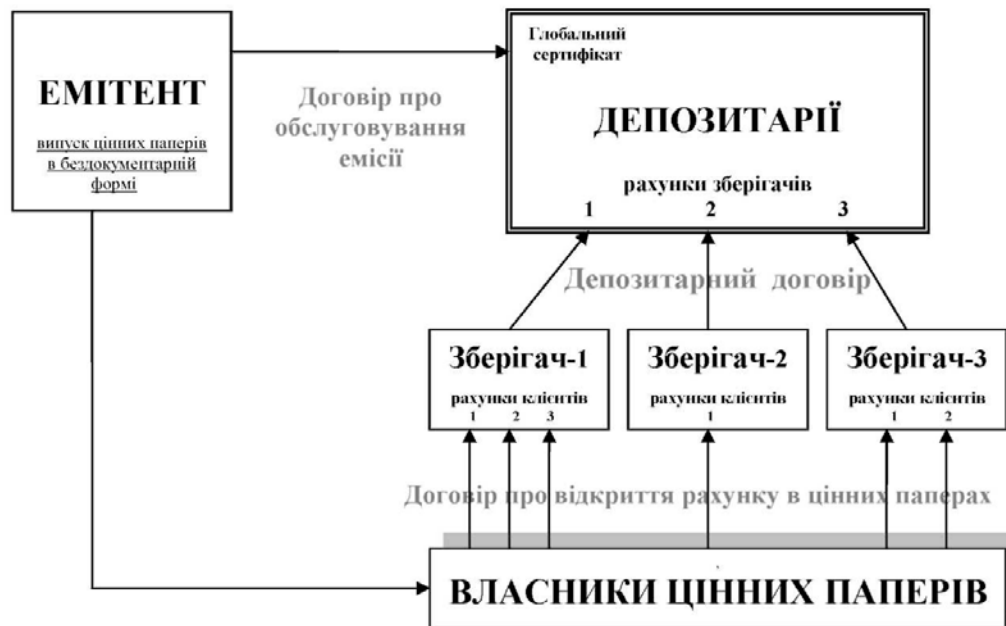 ЕМІТЕНТ
випуск цінних паперів
в бездокументарній
формі
Договір про
обслуговування
емісії
Глобальний
сертифікат
ДЕПОЗИТАРІЇ
рахунки зберігачів
1 2 3
Депозитарний договір
Зберігач-1
рахунки клієнтів
1 2 3
Зберігач-2
рахунки клієнтів
1
Зберігач-3
рахунки клієнтів
1 2
Договір про відкриття рахунку в цінних паперах
ВЛАСНИКИ ЦІННИХ ПАПЕРІВ